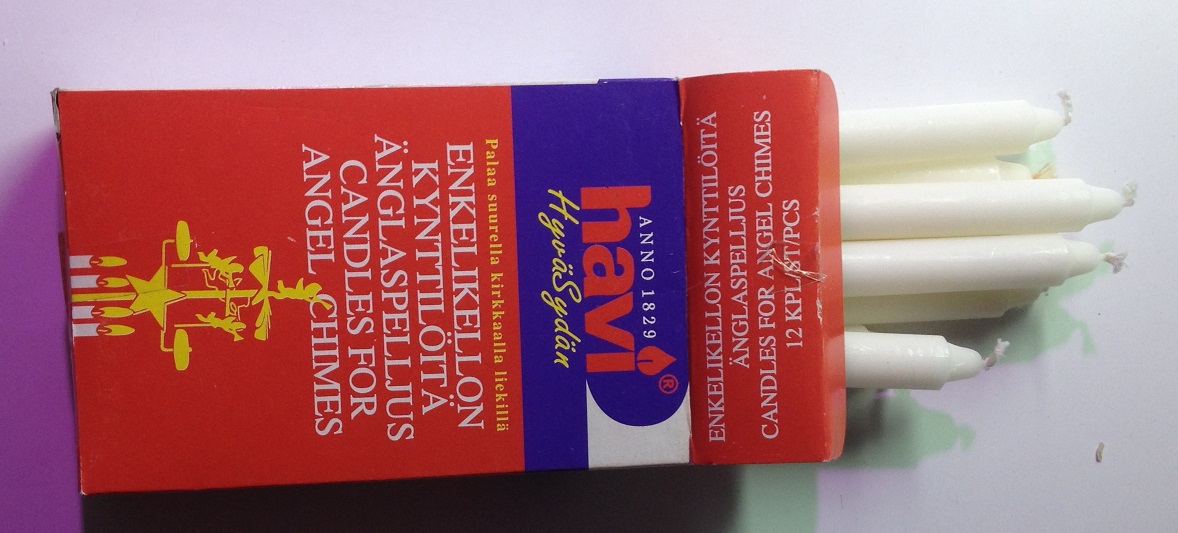 ENKELIKELLON KYNTTILÖITÄ
ÄNGLASPELLJUS
CANDLES FOR ANGEL CHIMES
12 KPL/ST/PCS
ANNO 1829
havi®
HyväSydän
Palaa suurella kirkkaalla liekillä
ENKELIKELLON
KYNTTILÖITÄ
ÄNGLASPELLJUS
CANDLES FOR
ANGEL CHIMES